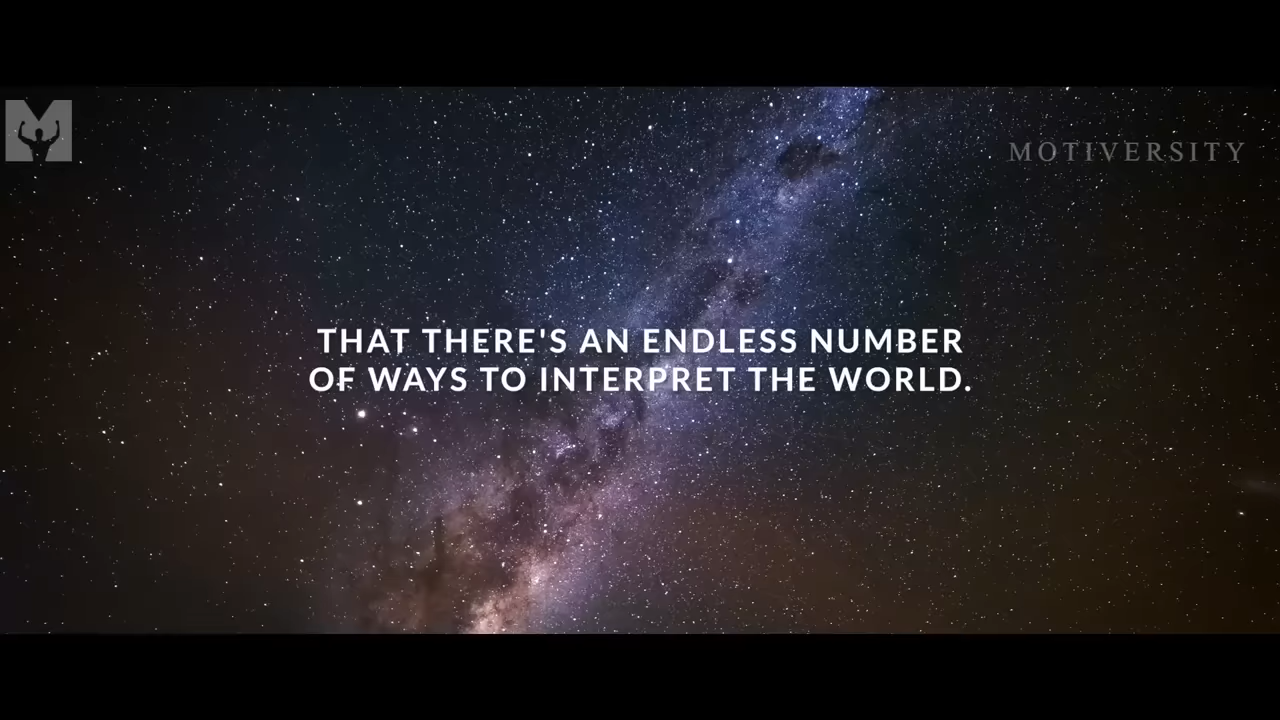 MOTIVERSITY
THAT THERE'S AN ENDLESS NUMBER
OF WAYS TO INTERPRET THE WORLD.